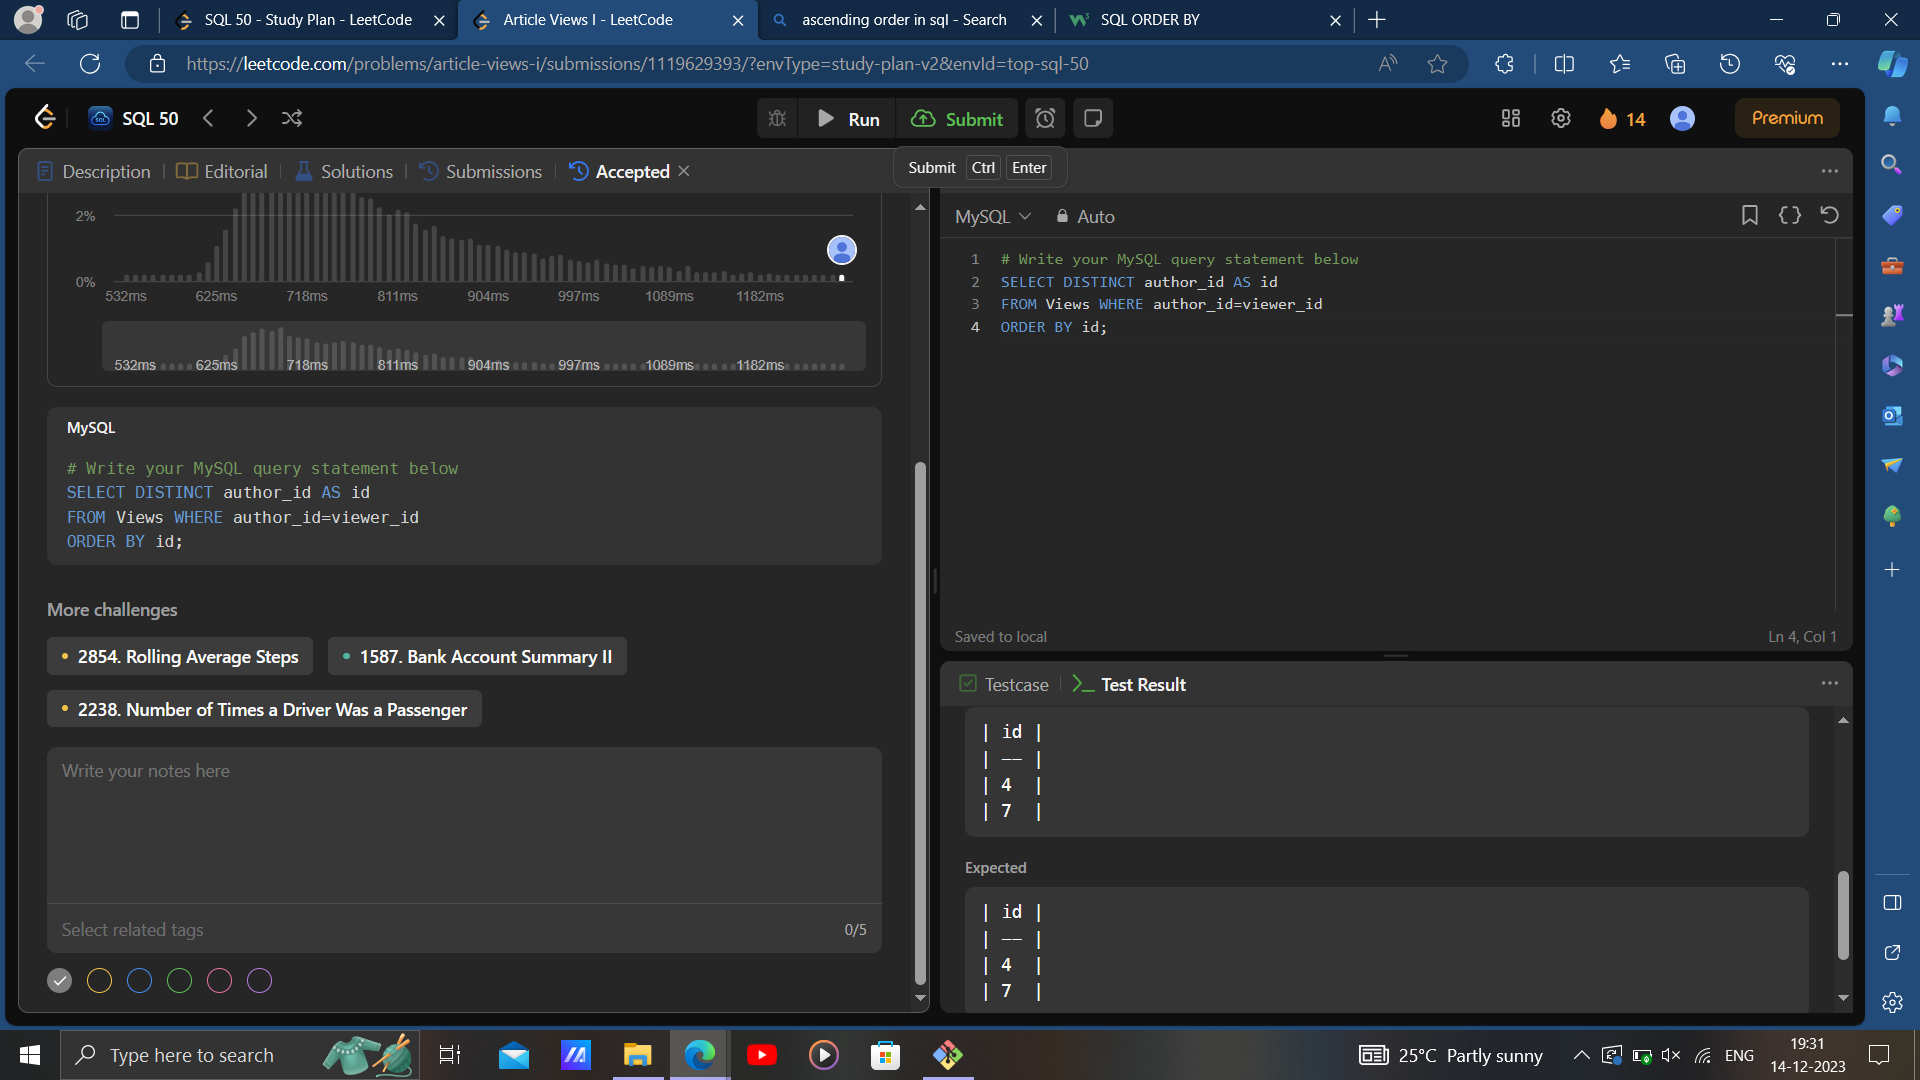 SQL 50 - Study Plan - LeetCode
Article Views I - LeetCode
ascending order in sql - Search
SQL ORDER BY
https://leetcode.com/problems/article-views-i/submissions/1119629393/?envType=study-plan-v2&envId=top-sql-50
SQL 50
Run
Submit
14
Premium
Description
Editorial
Solutions
Submissions
Accepted
Submit Ctrl Enter
2%
0%
532ms 625ms 718ms 811ms 904ms 997ms 1089ms 1182ms
532ms 625ms 718ms 811ms 904ms 997ms 1089ms 1182ms
MySQL
# Write your MySQL query statement below
SELECT DISTINCT author_id AS id
FROM Views WHERE author_id=viewer_id
ORDER BY id;
More challenges
2854. Rolling Average Steps
1587. Bank Account Summary II
2238. Number of Times a Driver Was a Passenger
Write your notes here
Select related tags
0/5
MySQL
Auto
1 # Write your MySQL query statement below
2 SELECT DISTINCT author_id AS id
3 FROM Views WHERE author_id=viewer_id
4 ORDER BY id;
Saved to local
Ln 4, Col 1
Testcase
Test Result
| id |
| -- |
| 4 |
| 7 |
Expected
| id |
| -- |
| 4 |
| 7 |
Type here to search
25°C Partly sunny
ENG
19:31
14-12-2023